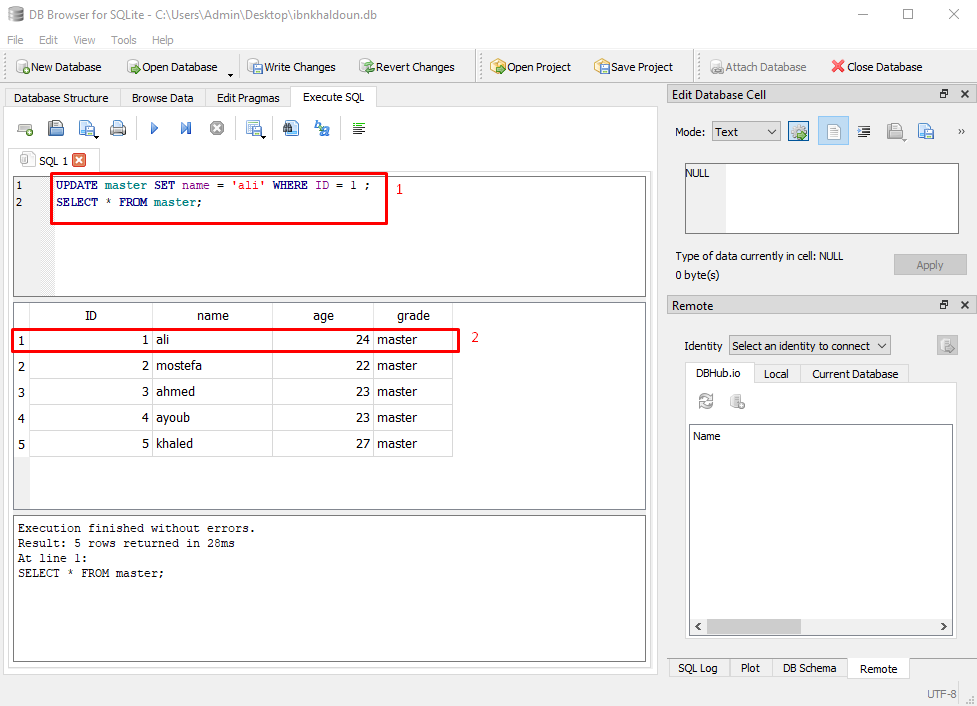 DB Browser for SQLite - C:\Users\Admin\Desktop\ibnkhaldoun.db
File Edit View Tools Help
New Database Open Database Write Changes Revert Changes Open Project Save Project Attach Database Close Database
Database Structure Browse Data Edit Pragmas Execute SQL
SQL 1
1 UPDATE master SET name = 'ali' WHERE ID = 1 ;
2 SELECT * FROM master;
1
ID name age grade
1 1 ali 24 master
2
2 2 mostefa 22 master
3 3 ahmed 23 master
4 4 ayoub 23 master
5 5 khaled 27 master
Execution finished without errors.
Result: 5 rows returned in 28ms
At line 1:
SELECT * FROM master;
Edit Database Cell
Mode: Text
NULL
Type of data currently in cell: NULL
0 byte(s)
Apply
Remote
Identity Select an identity to connect
DBHub.io Local Current Database
Name
SQL Log Plot DB Schema Remote
UTF-8